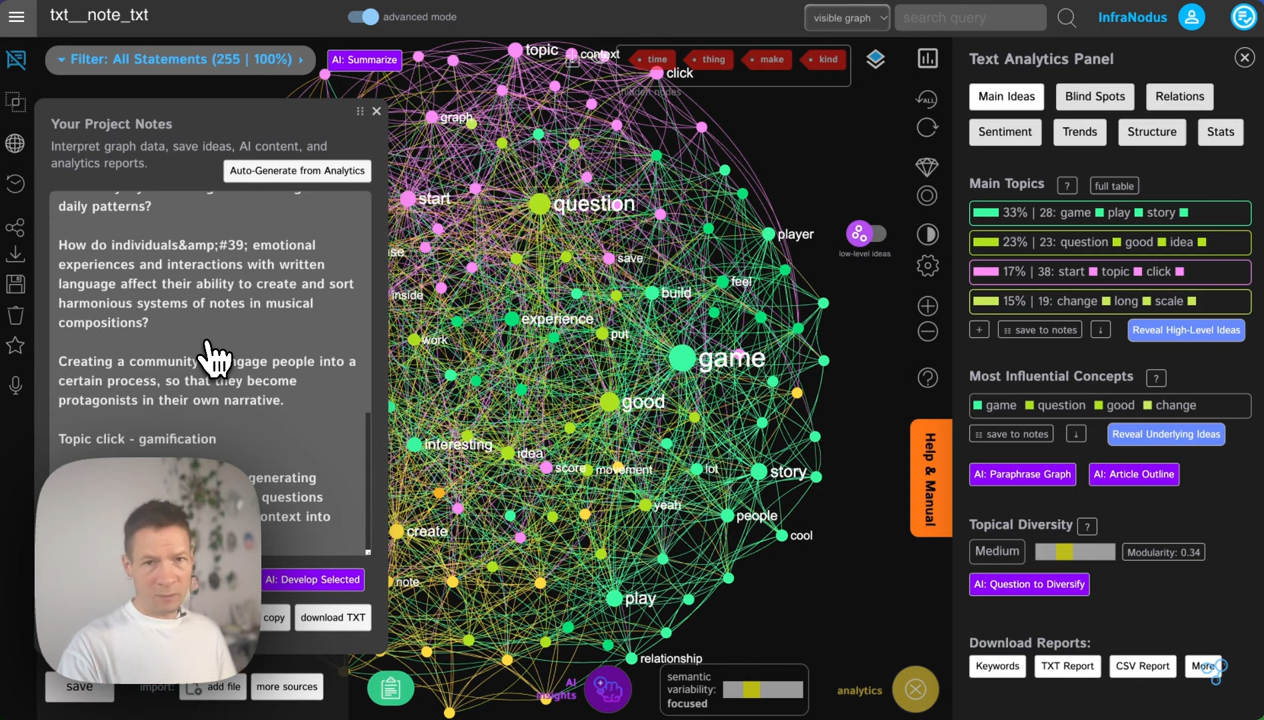 txt__note_txt
advanced mode
visible graph
search query
InfraNodus
Filter: All Statements (255 | 100%)
AI: Summarize
time
thing
make
kind
hidden nodes
Your Project Notes
Interpret graph data, save ideas, AI content, and
analytics reports.
Auto-Generate from Analytics
daily patterns?
How do individuals&amp;#39; emotional
experiences and interactions with written
language affect their ability to create and sort
harmonious systems of notes in musical
compositions?
Creating a community engage people into a
certain process, so that they become
protagonists in their own narrative.
Topic click - gamification
generating
questions
context into
AI: Develop Selected
copy
download TXT
save
import:
add file
more sources
topic
context
click
graph
start
question
player
save
inside
build
feel
experience
put
work
game
good
interesting
idea
score
movement
lot
story
yeah
people
create
cool
note
play
relationship
low-level ideas
AI
insights
semantic
variability:
focused
analytics
ALL
Help & Manual
Text Analytics Panel
Main Ideas
Blind Spots
Relations
Sentiment
Trends
Structure
Stats
Main Topics
?
full table
33% | 28: game play story
23% | 23: question good idea
17% | 38: start topic click
15% | 19: change long scale
+
save to notes
↓
Reveal High-Level Ideas
Most Influential Concepts
?
game question good change
save to notes
↓
Reveal Underlying Ideas
AI: Paraphrase Graph
AI: Article Outline
Topical Diversity
?
Medium
Modularity: 0.34
AI: Question to Diversify
Download Reports:
Keywords
TXT Report
CSV Report
More